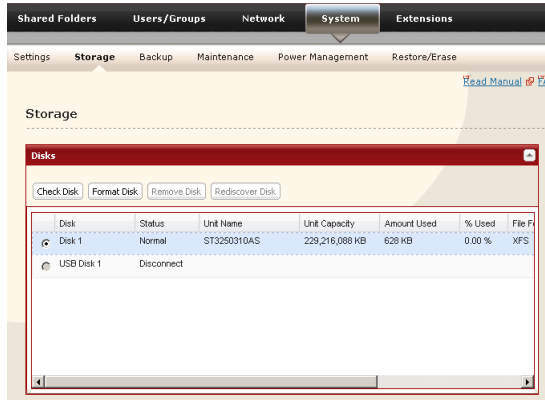 Shared Folders Users/Groups Network System Extensions
Settings Storage Backup Maintenance Power Management Restore/Erase
Read Manual
Storage
Disks
Check Disk Format Disk Remove Disk Rediscover Disk
Disk Status Unit Name Unit Capacity Amount Used % Used File F
Disk 1 Normal ST3250310AS 229,216,088 KB 628 KB 0.00 % XFS
USB Disk 1 Disconnect